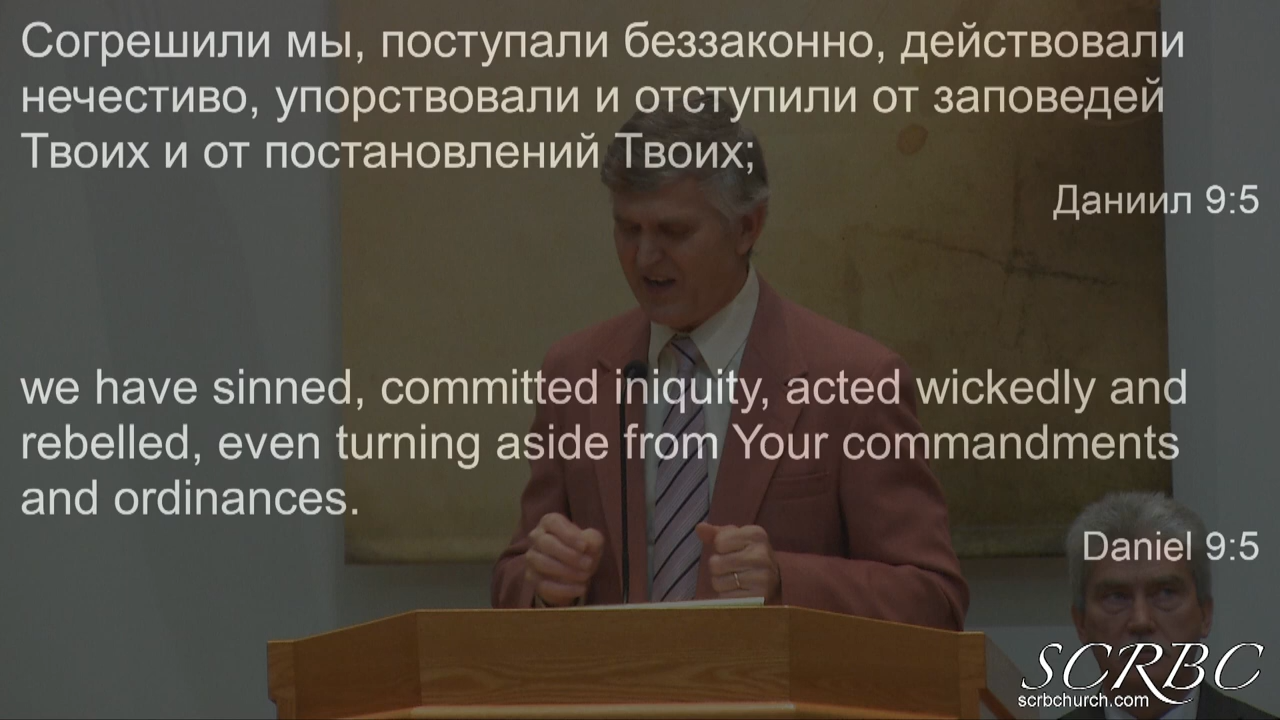 Согрешили мы, поступали беззаконно, действовали
нечестиво, упорствовали и отступили от заповедей
Твоих и от постановлений Твоих;
Даниил 9:5
we have sinned, committed iniquity, acted wickedly and
rebelled, even turning aside from Your commandments
and ordinances.
Daniel 9:5
SCRBC
scrbchurch.com